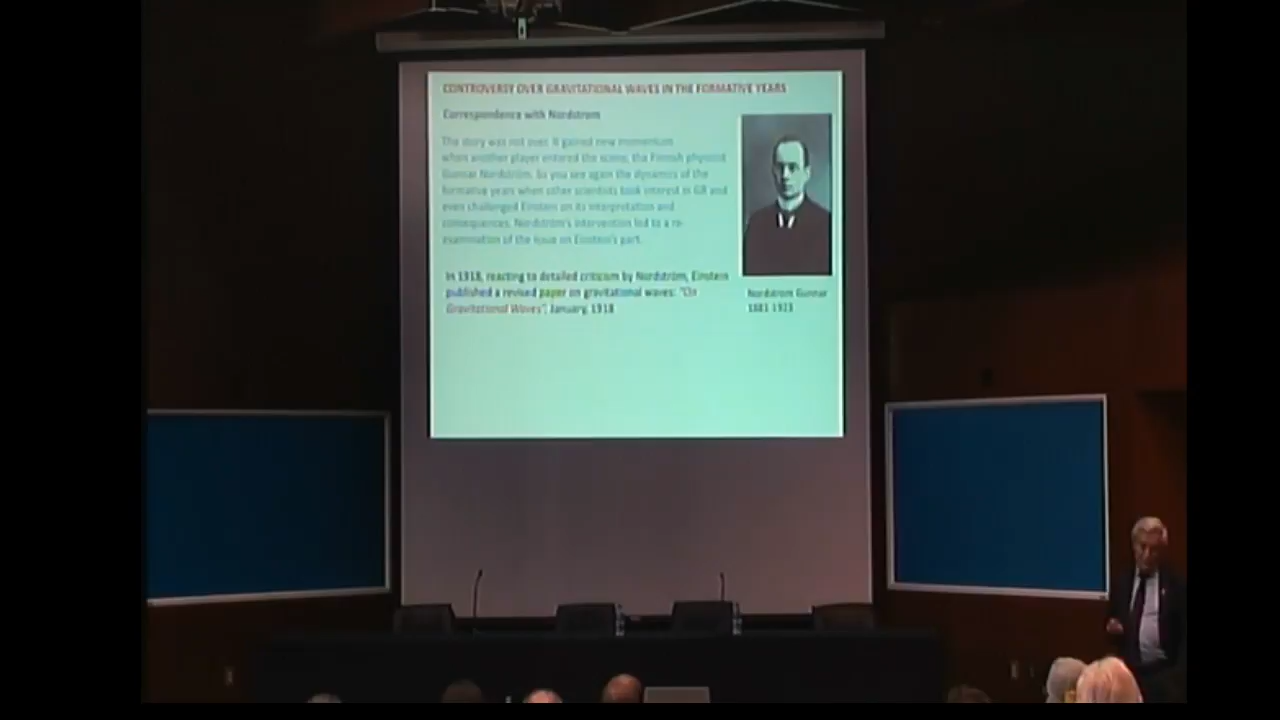 CONTROVERSY OVER GRAVITATIONAL WAVES IN THE FORMATIVE YEARS
Correspondence with Nordstrom
The story was not over. It gained new momentum
when another player entered the scene, the Finnish physicist
Gunnar Nordström. So you see again the dynamics of the
formative years when other scientists took interest in GR and
even challenged Einstein on its interpretation and
consequences. Nordström's intervention led to a re-
examination of the issue on Einstein's part.
In 1918, reacting to detailed criticism by Nordström, Einstein
published a revised paper on gravitational waves: "On
Gravitational Waves", January, 1918
Nordstrom Gunnar
1881-1923